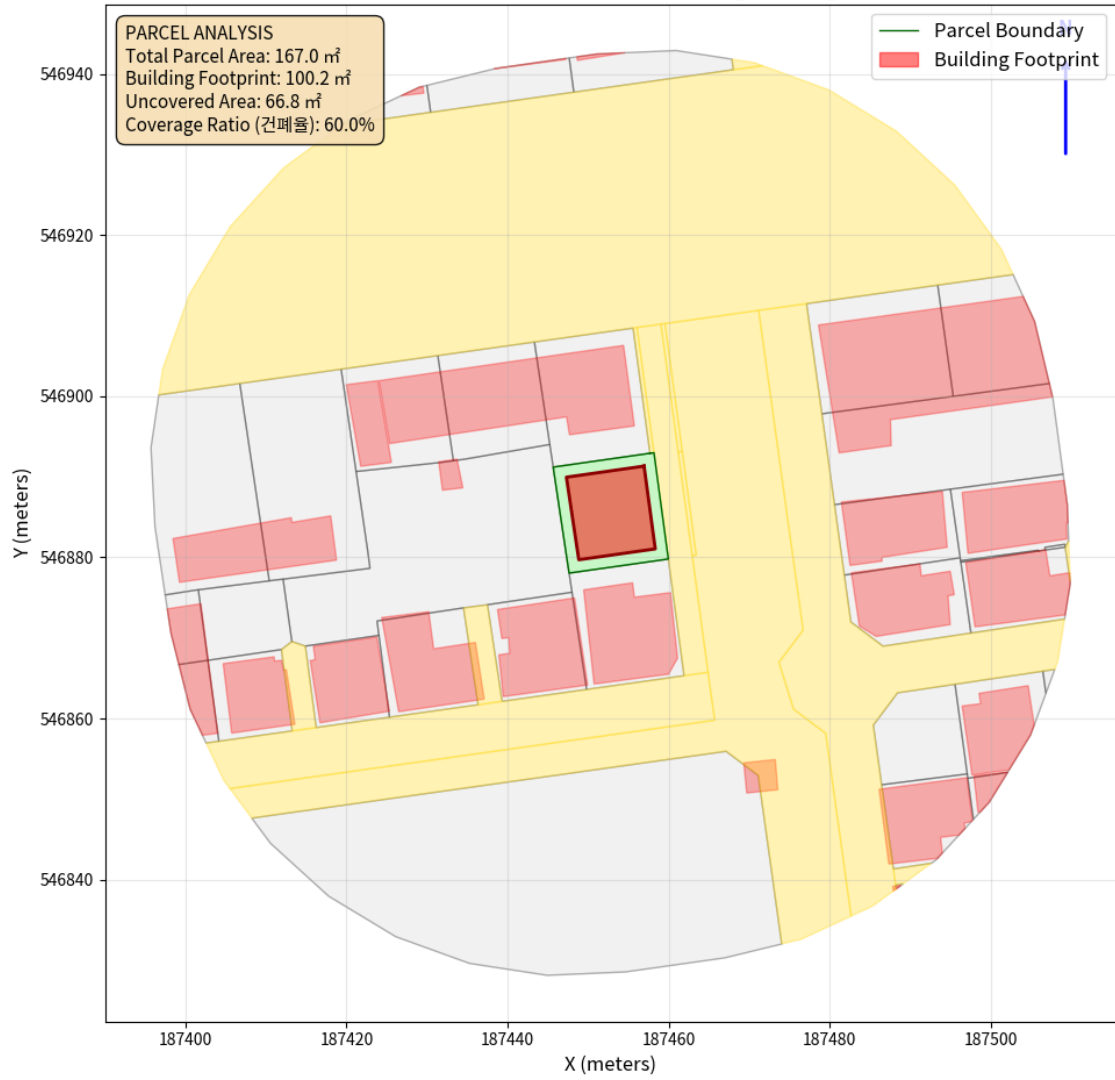 PARCEL ANALYSIS
Total Parcel Area: 167.0 ㎡
Building Footprint: 100.2 ㎡
Uncovered Area: 66.8 ㎡
Coverage Ratio (건폐율): 60.0%
N
Parcel Boundary
Building Footprint
546940
546920
546900
546880
546860
546840
Y (meters)
187400
187420
187440
187460
187480
187500
X (meters)